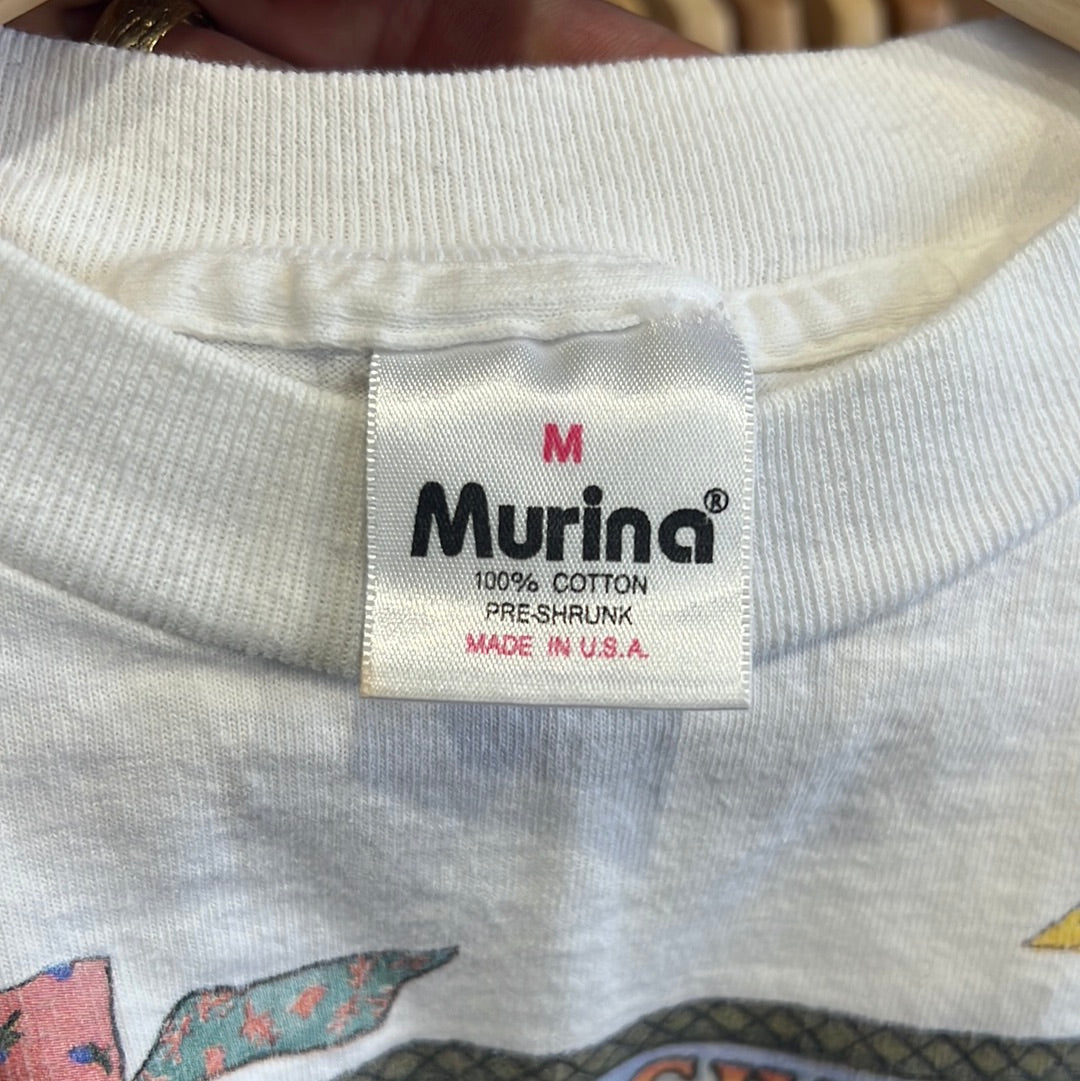 M
Murina®
100% COTTON
PRE-SHRUNK
MADE IN U.S.A.